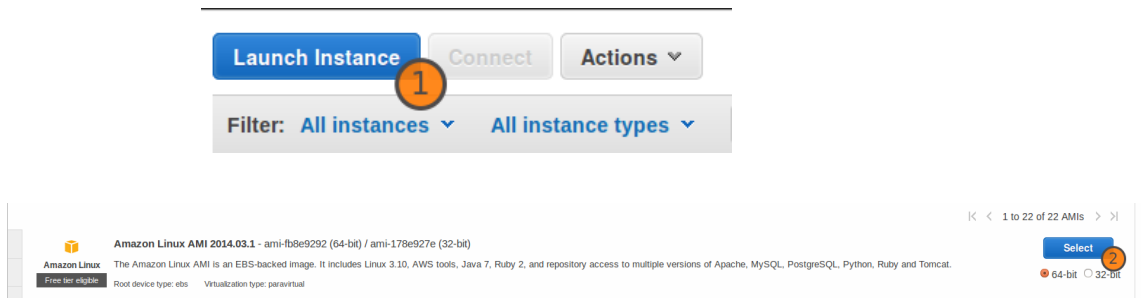 Launch Instance Connect Actions
1
Filter: All instances All instance types
1 to 22 of 22 AMIs
Amazon Linux AMI 2014.03.1 - ami-fb8e9292 (64-bit) / ami-178e927e (32-bit) Select
Amazon Linux The Amazon Linux AMI is an EBS-backed image. It includes Linux 3.10, AWS tools, Java 7, Ruby 2, and repository access to multiple versions of Apache, MySQL, PostgreSQL, Python, Ruby and Tomcat. 2
64-bit 32-bit
Free tier eligible Root device type: ebs Virtualization type: paravirtual